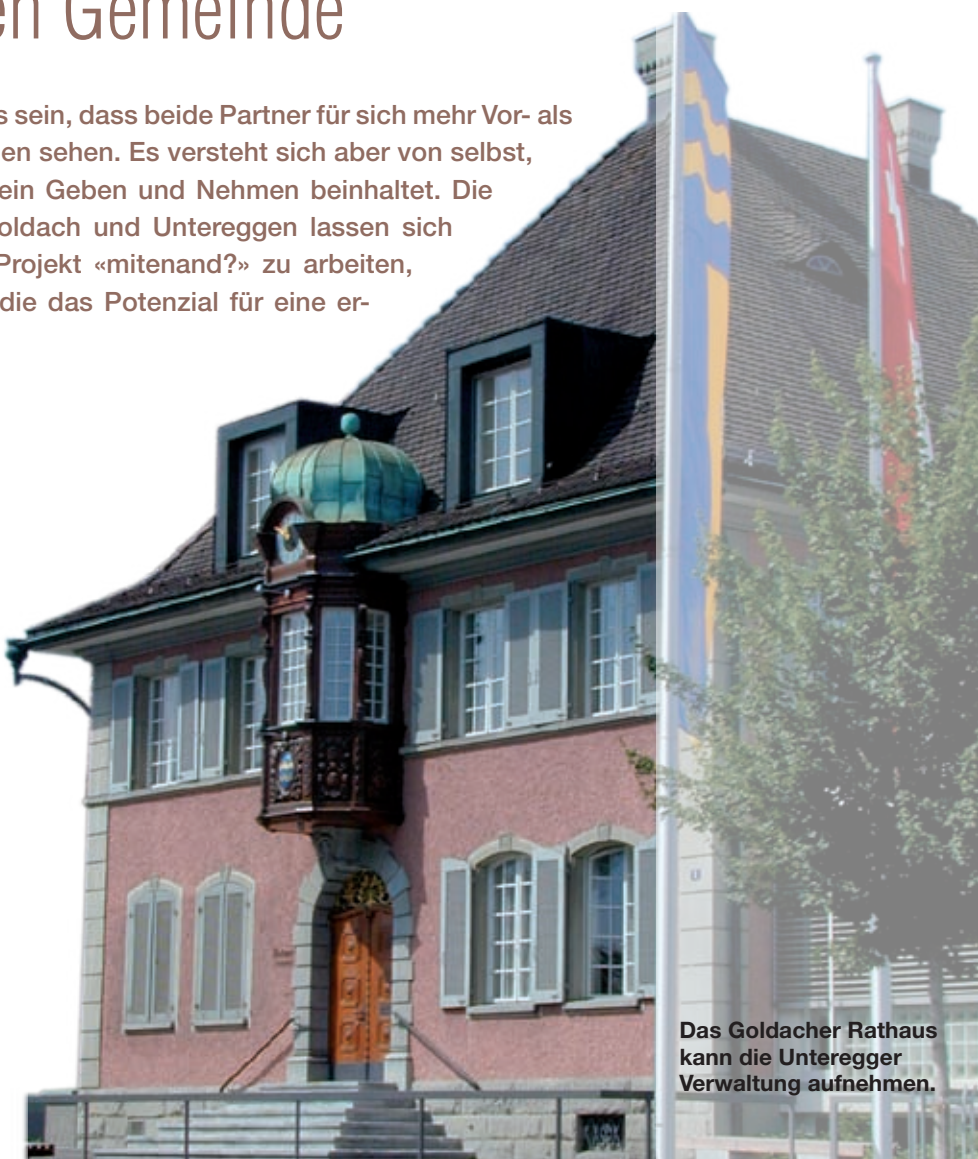 en Gemeinde
s sein, dass beide Partner für sich mehr Vor- als
en sehen. Es versteht sich aber von selbst,
ein Geben und Nehmen beinhaltet. Die
oldach und Untereggen lassen sich
Projekt «mitenand?» zu arbeiten,
die das Potenzial für eine er-
Das Goldacher Rathaus
kann die Unteregger
Verwaltung aufnehmen.